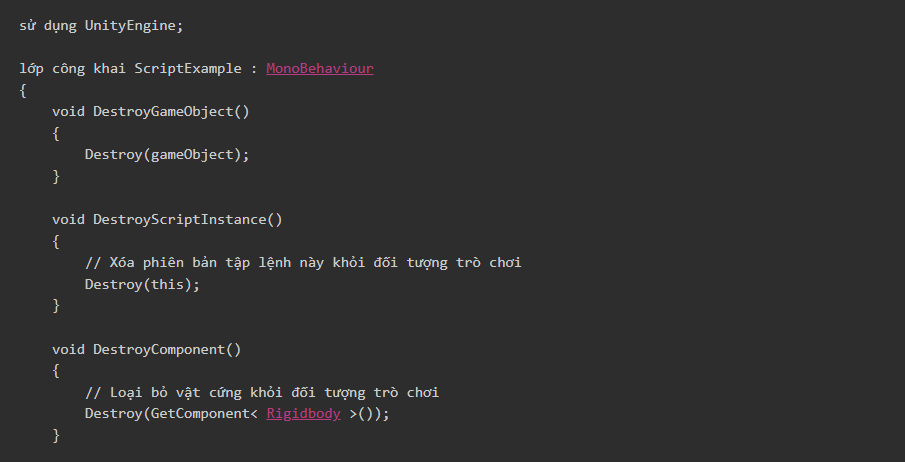 sử dụng UnityEngine;
lớp công khai ScriptExample : MonoBehaviour
{
void DestroyGameObject()
{
Destroy(gameObject);
}
void DestroyScriptInstance()
{
// Xóa phiên bản tập lệnh này khỏi đối tượng trò chơi
Destroy(this);
}
void DestroyComponent()
{
// Loại bỏ vật cứng khỏi đối tượng trò chơi
Destroy(GetComponent< Rigidbody >());
}